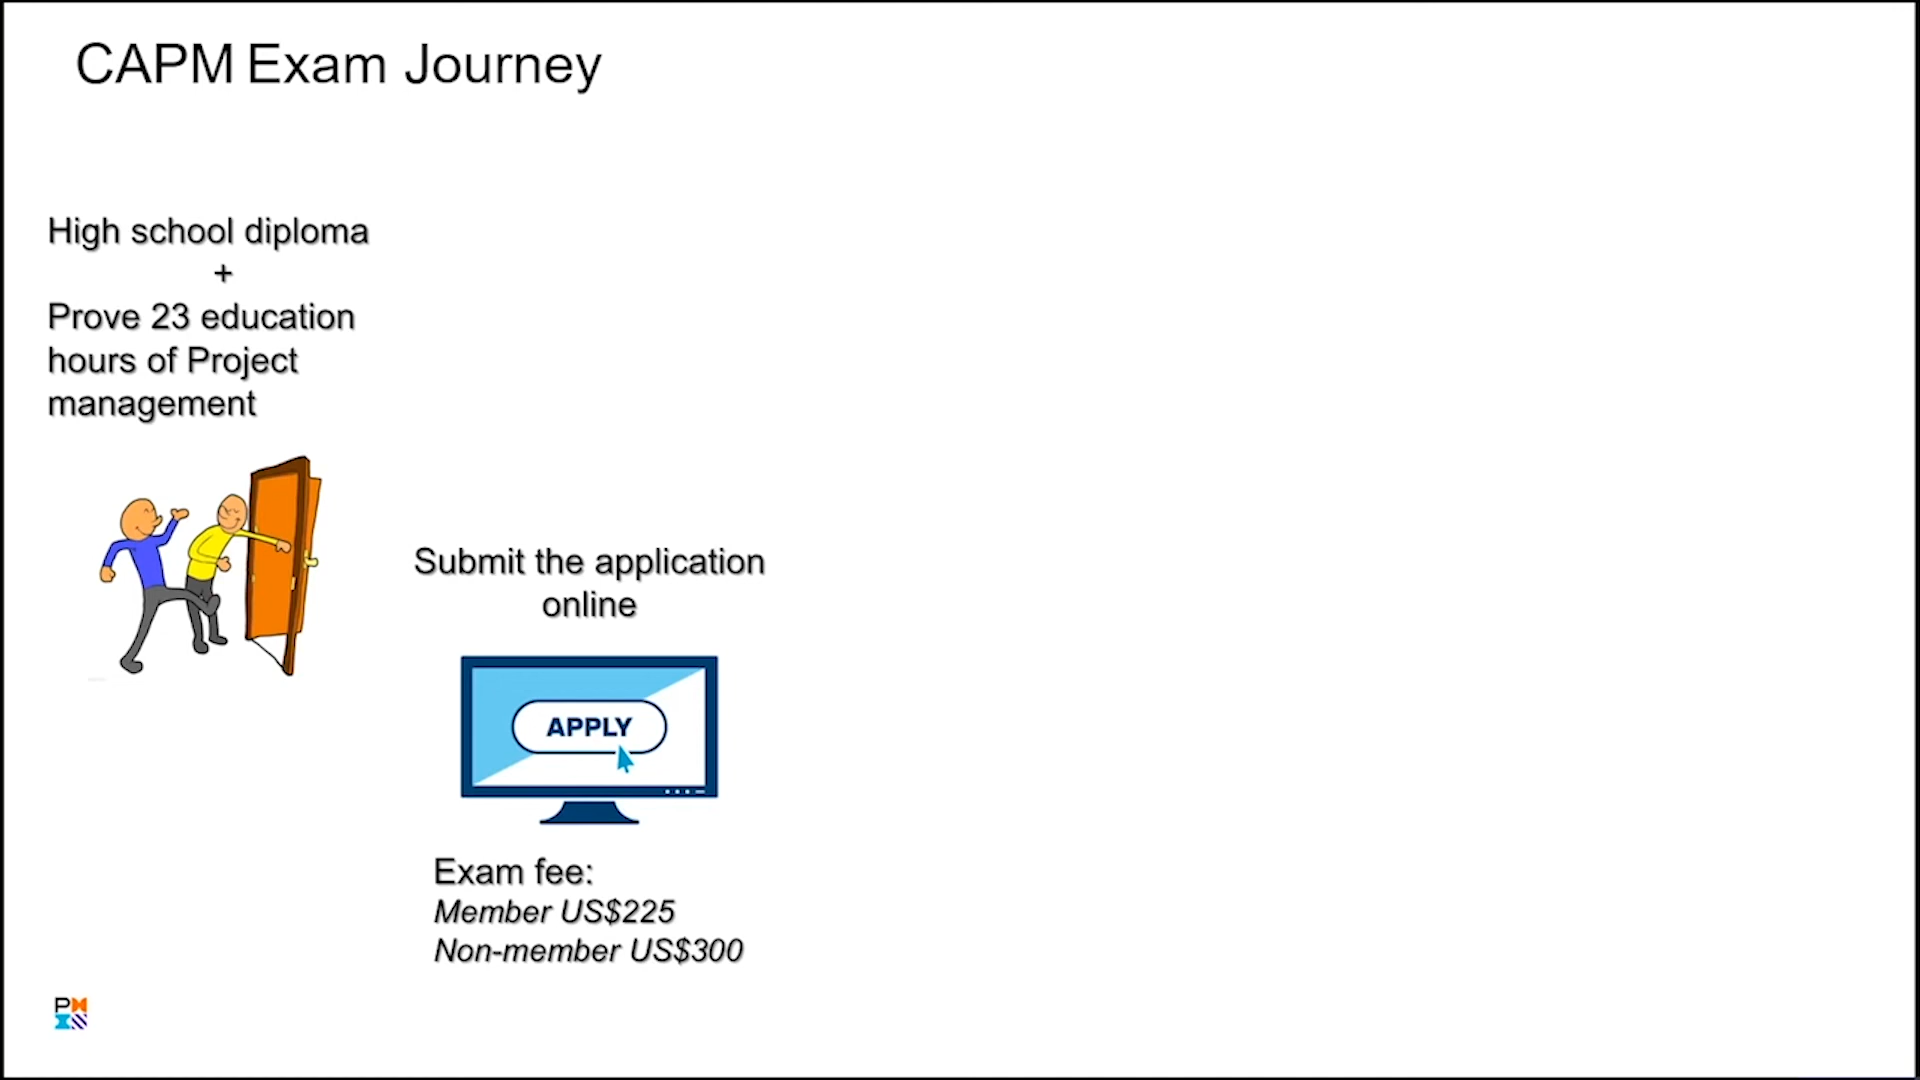 CAPM Exam Journey
High school diploma
+
Prove 23 education
hours of Project
management
Submit the application
online
APPLY
Exam fee:
Member US$225
Non-member US$300